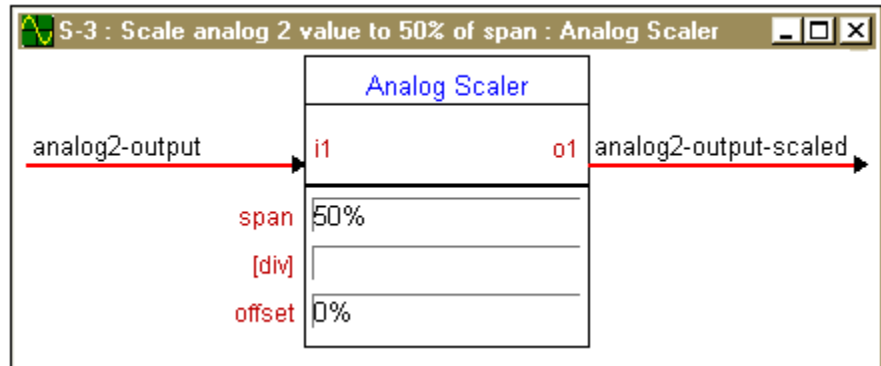 S-3 : Scale analog 2 value to 50% of span : Analog Scaler
Analog Scaler
analog2-output i1 o1 analog2-output-scaled
span 50%
[div]
offset 0%